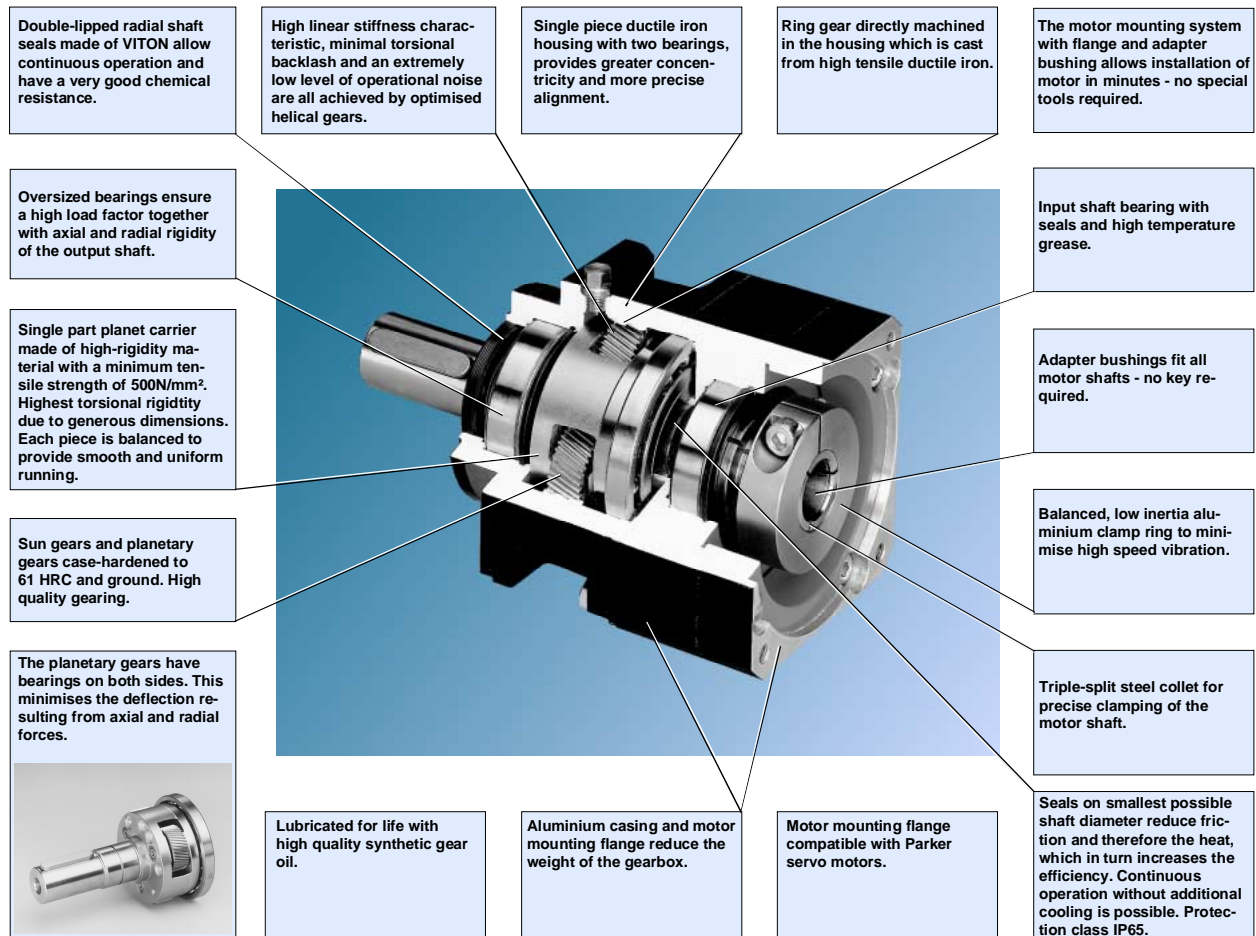 Double-lipped radial shaft
seals made of VITON allow
continuous operation and
have a very good chemical
resistance.
High linear stiffness charac-
teristic, minimal torsional
backlash and an extremely
low level of operational noise
are all achieved by optimised
helical gears.
Single piece ductile iron
housing with two bearings,
provides greater concen-
tricity and more precise
alignment.
Ring gear directly machined
in the housing which is cast
from high tensile ductile iron.
The motor mounting system
with flange and adapter
bushing allows installation of
motor in minutes - no special
tools required.
Oversized bearings ensure
a high load factor together
with axial and radial rigidity
of the output shaft.
Input shaft bearing with
seals and high temperature
grease.
Single part planet carrier
made of high-rigidity ma-
terial with a minimum ten-
sile strength of 500N/mm².
Highest torsional rigidtity
due to generous dimensions.
Each piece is balanced to
provide smooth and uniform
running.
Adapter bushings fit all
motor shafts - no key re-
quired.
Sun gears and planetary
gears case-hardened to
61 HRC and ground. High
quality gearing.
Balanced, low inertia alu-
minium clamp ring to mini-
mise high speed vibration.
The planetary gears have
bearings on both sides. This
minimises the deflection re-
sulting from axial and radial
forces.
Triple-split steel collet for
precise clamping of the
motor shaft.
Lubricated for life with
high quality synthetic gear
oil.
Aluminium casing and motor
mounting flange reduce the
weight of the gearbox.
Motor mounting flange
compatible with Parker
servo motors.
Seals on smallest possible
shaft diameter reduce fric-
tion and therefore the heat,
which in turn increases the
efficiency. Continuous
operation without additional
cooling is possible. Protec-
tion class IP65.